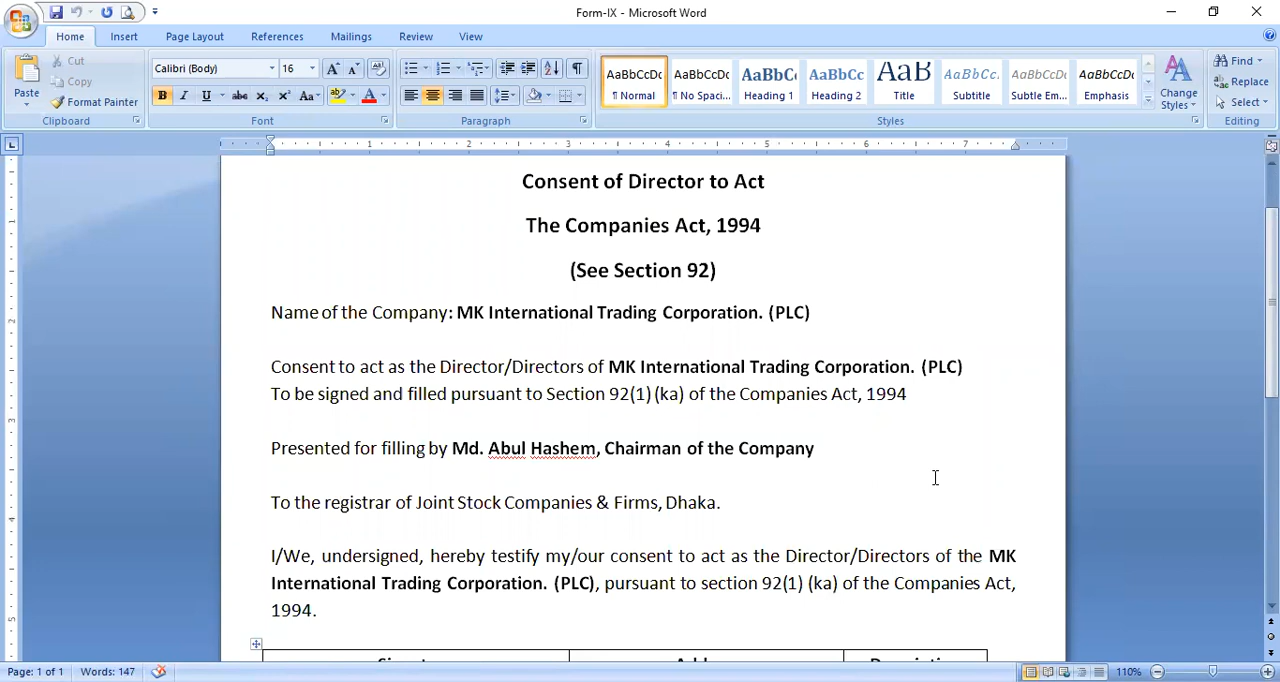 Form-IX - Microsoft Word
Home Insert Page Layout References Mailings Review View
Paste
Cut
Copy
Format Painter
Clipboard
Calibri (Body) 16
Font
Paragraph
AaBbCcDc AaBbCcDc AaBbC AaBbCc AaB AaBbCc. AaBbCcDc AaBbCcDc
¶ Normal ¶ No Spaci... Heading 1 Heading 2 Title Subtitle Subtle Em... Emphasis
Change Styles
Styles
Find
Replace
Select
Editing
1 2 3 4 5 6 7
Consent of Director to Act
The Companies Act, 1994
(See Section 92)
Name of the Company: MK International Trading Corporation. (PLC)
Consent to act as the Director/Directors of MK International Trading Corporation. (PLC)
To be signed and filled pursuant to Section 92(1) (ka) of the Companies Act, 1994
Presented for filling by Md. Abul Hashem, Chairman of the Company
To the registrar of Joint Stock Companies & Firms, Dhaka.
I/We, undersigned, hereby testify my/our consent to act as the Director/Directors of the MK
International Trading Corporation. (PLC), pursuant to section 92(1) (ka) of the Companies Act,
1994.
Page: 1 of 1 Words: 147 110%